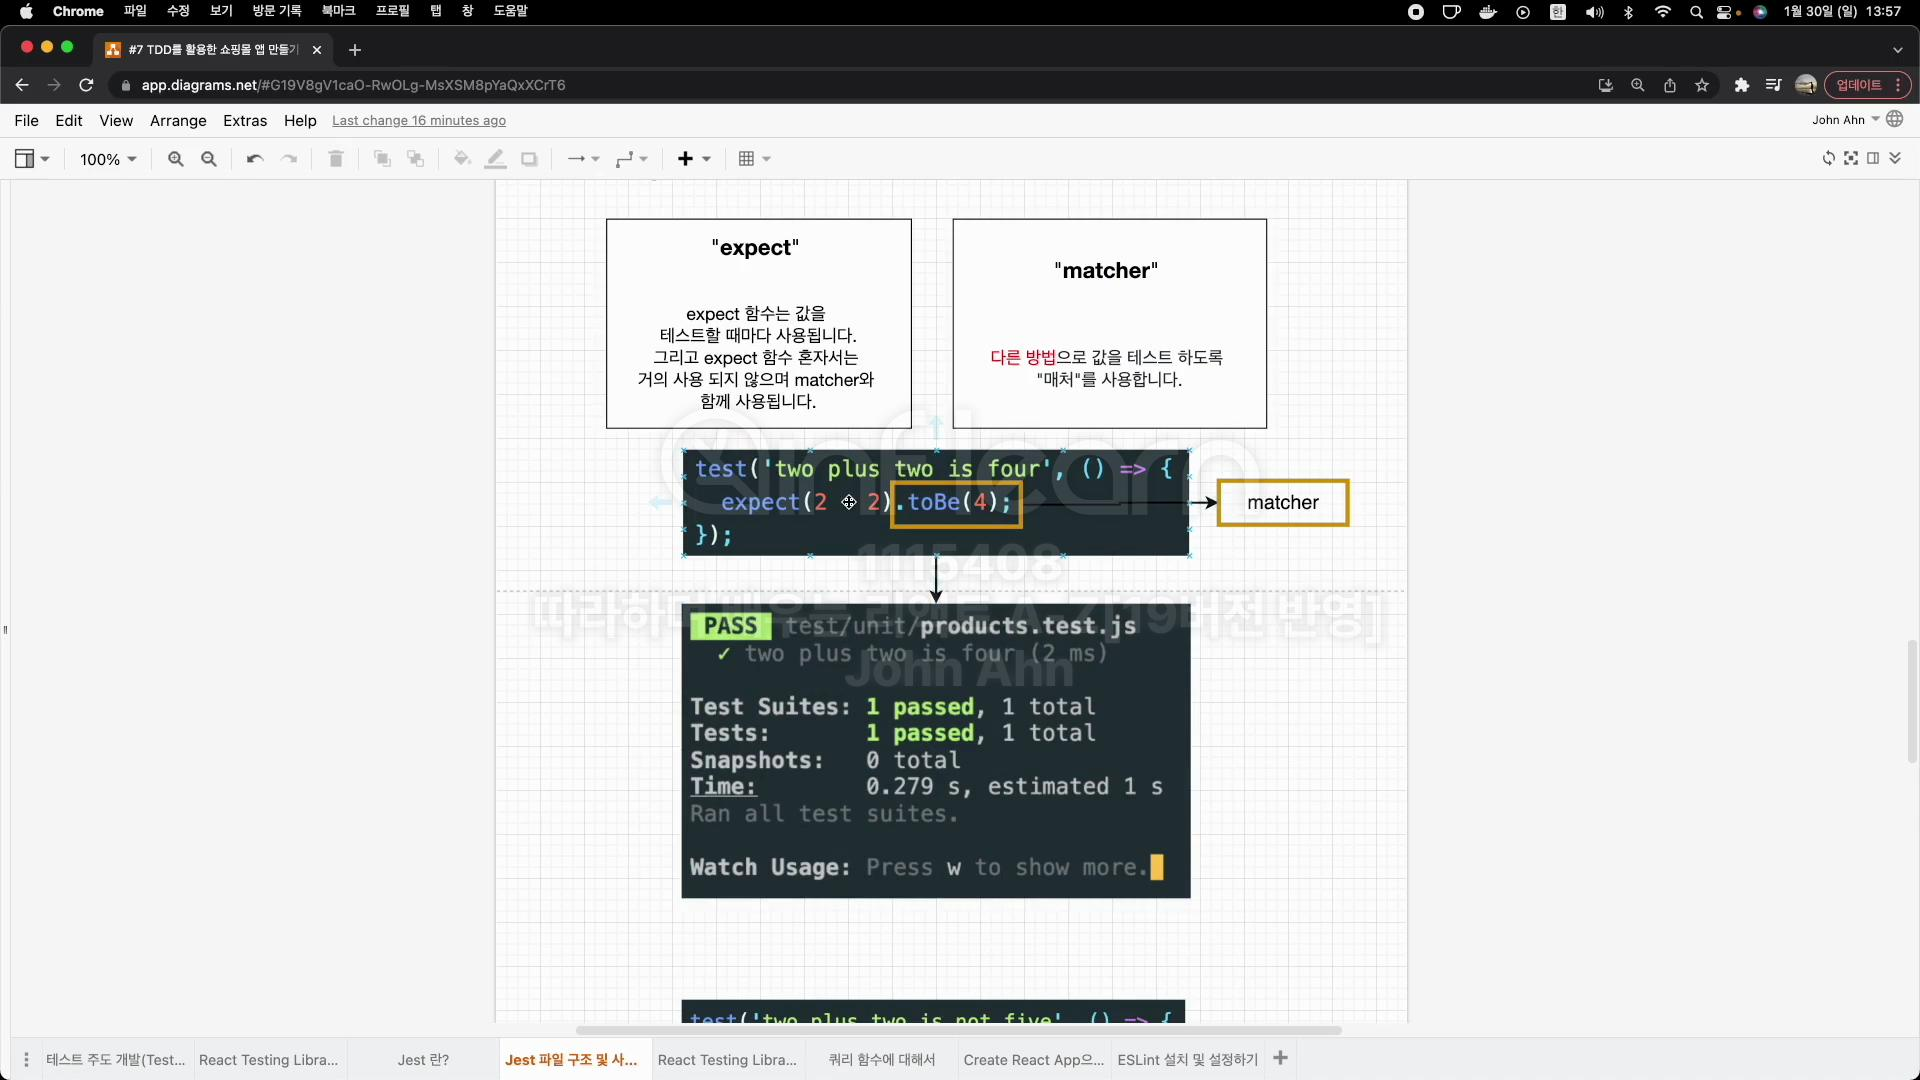 Chrome 파일 수정 보기 방문 기록 북마크 프로필 탭 창 도움말 한 1월 30일 (일) 13:57
#7 TDD를 활용한 쇼핑몰 앱 만들기
app.diagrams.net/#G19V8gV1caO-RwOLg-MsXSM8pYaQxXCrT6 업데이트
File Edit View Arrange Extras Help Last change 16 minutes ago John Ahn
100%
"expect"
expect 함수는 값을
테스트할 때마다 사용됩니다.
그리고 expect 함수 혼자서는
거의 사용 되지 않으며 matcher와
함께 사용됩니다.
"matcher"
다른 방법으로 값을 테스트 하도록
"매처"를 사용합니다.
inflearn
test('two plus two is four', () => {
expect(2 2).toBe(4);
});
matcher
1115408
따라하며 배우는 리액트 A-Z[19버전 반영]
John Ahn
PASS test/unit/products.test.js
✓ two plus two is four (2 ms)
Test Suites: 1 passed, 1 total
Tests: 1 passed, 1 total
Snapshots: 0 total
Time: 0.279 s, estimated 1 s
Ran all test suites.
Watch Usage: Press w to show more.
test('two plus two is not five', () => {
테스트 주도 개발(Test... React Testing Libra... Jest 란? Jest 파일 구조 및 사... React Testing Libra... 쿼리 함수에 대해서 Create React App으... ESLint 설치 및 설정하기